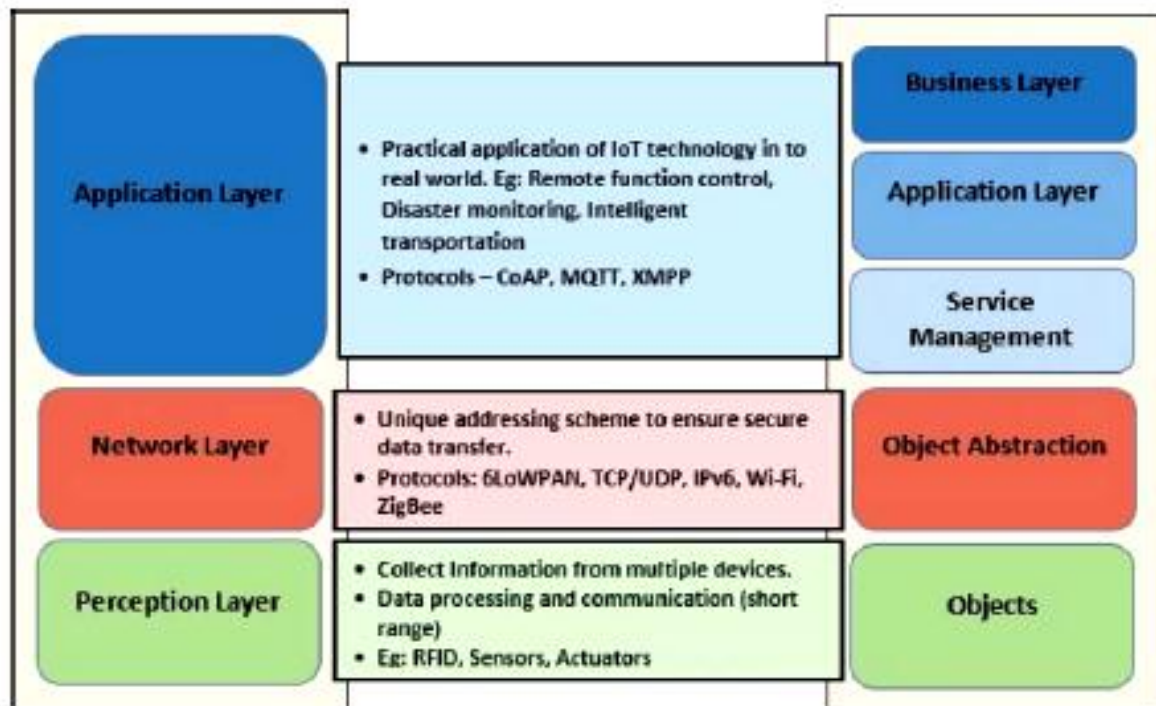 Application Layer
• Practical application of IoT technology in to
real world. Eg: Remote function control,
Disaster monitoring, Intelligent
transportation
• Protocols – CoAP, MQTT, XMPP
Business Layer
Application Layer
Service
Management
Network Layer
• Unique addressing scheme to ensure secure
data transfer.
• Protocols: 6LoWPAN, TCP/UDP, IPv6, Wi-Fi,
ZigBee
Object Abstraction
Perception Layer
• Collect Information from multiple devices.
• Data processing and communication (short
range)
• Eg: RFID, Sensors, Actuators
Objects